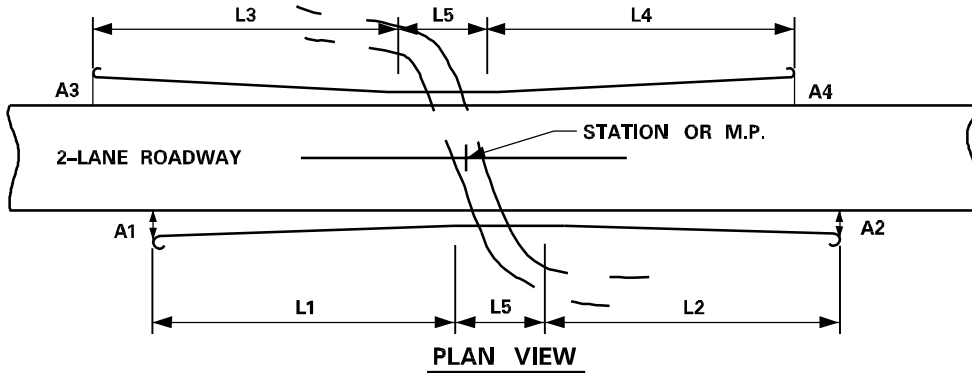 L3 L5 L4
A3 A4
STATION OR M.P.
2–LANE ROADWAY
A1 A2
L1 L5 L2
PLAN VIEW